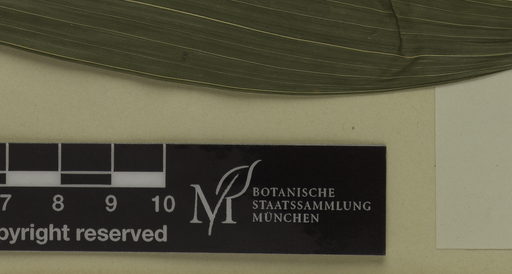 7 8 9 10
BOTANISCHE
STAATSSAMMLUNG
MÜNCHEN
pyright reserved